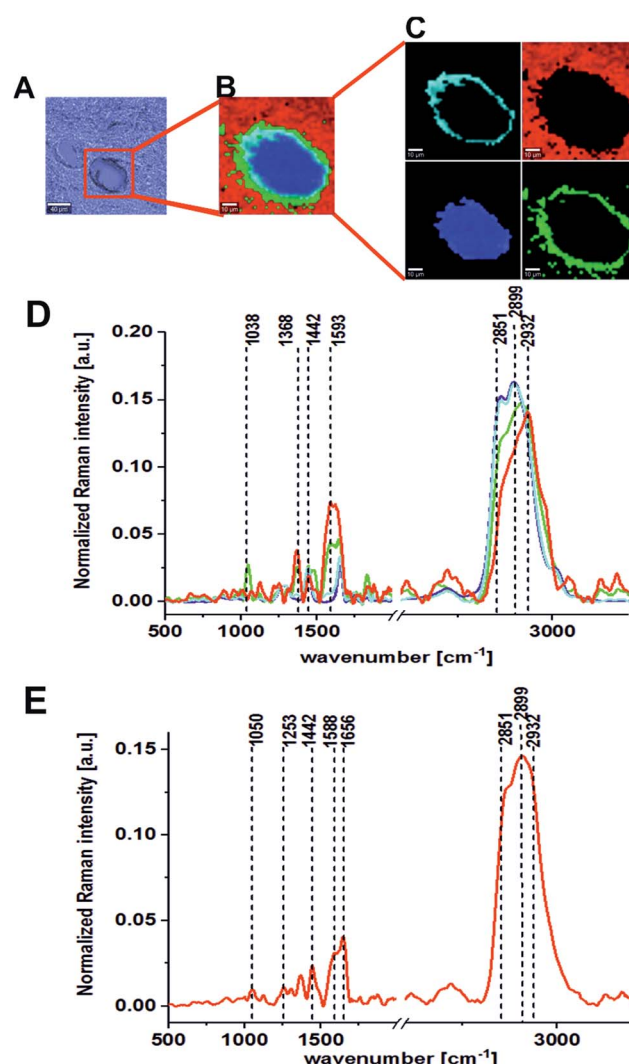 C
A
B
40 µm
10 µm
10 µm
10 µm
10 µm
10 µm
D
1038
1368
1442
1593
2851
2899
2932
0.20
0.15
0.10
0.05
0.00
Normalized Raman intensity [a.u.]
500
1000
1500
3000
wavenumber [cm⁻¹]
E
1050
1253
1442
1588
1656
2851
2899
2932
0.15
0.10
0.05
0.00
Normalized Raman intensity [a.u.]
500
1000
1500
3000
wavenumber [cm⁻¹]